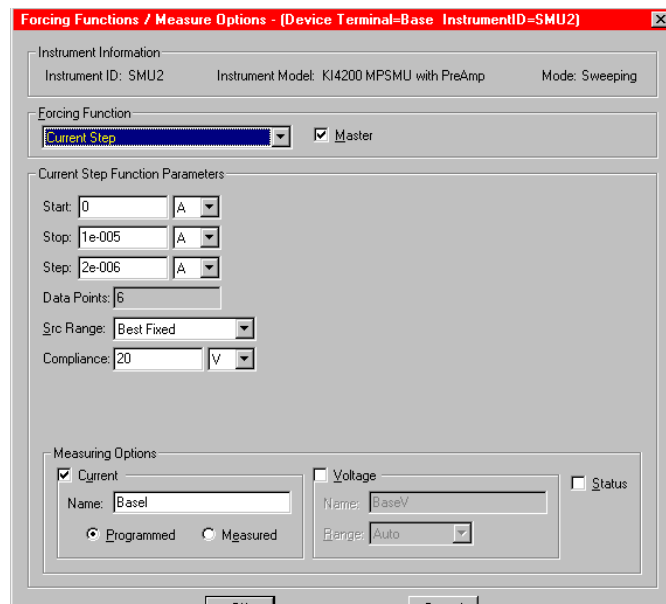 Forcing Functions / Measure Options - (Device Terminal=Base InstrumentID=SMU2)
Instrument Information
Instrument ID: SMU2 Instrument Model: KI4200 MPSMU with PreAmp Mode: Sweeping
Forcing Function
Current Step Master
Current Step Function Parameters
Start: 0 A
Stop: 1e-005 A
Step: 2e-006 A
Data Points: 6
Src Range: Best Fixed
Compliance: 20 V
Measuring Options
Current Voltage Status
Name: BaseI Name: BaseV
Programmed Measured Range: Auto